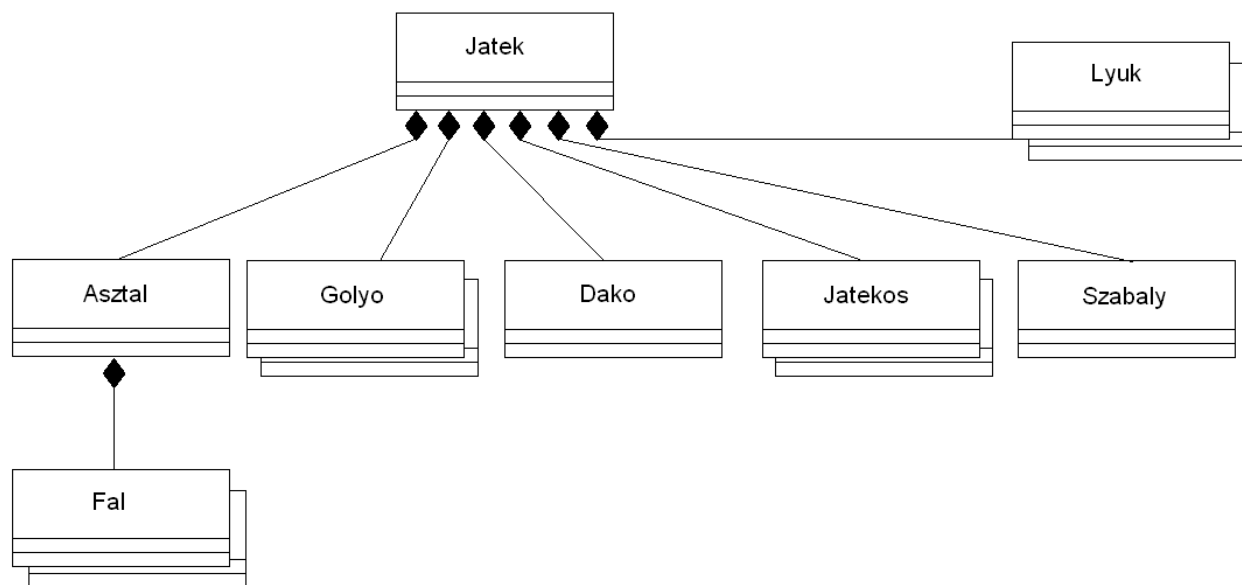 Jatek
Lyuk
Asztal
Golyo
Dako
Jatekos
Szabaly
Fal